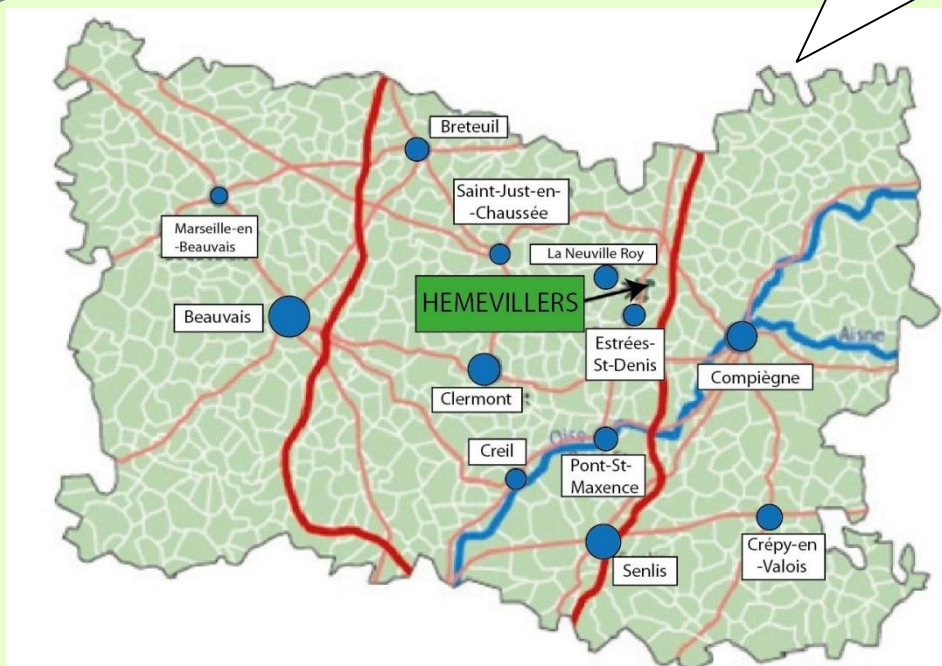 Breteuil
Saint-Just-en-
-Chaussée
Marseille-en
-Beauvais
La Neuville Roy
HEMEVILLERS
Beauvais
Estrées-
St-Denis
Aisne
Compiègne
Clermont
Oise
Creil
Pont-St-
Maxence
Senlis
Crépy-en
-Valois